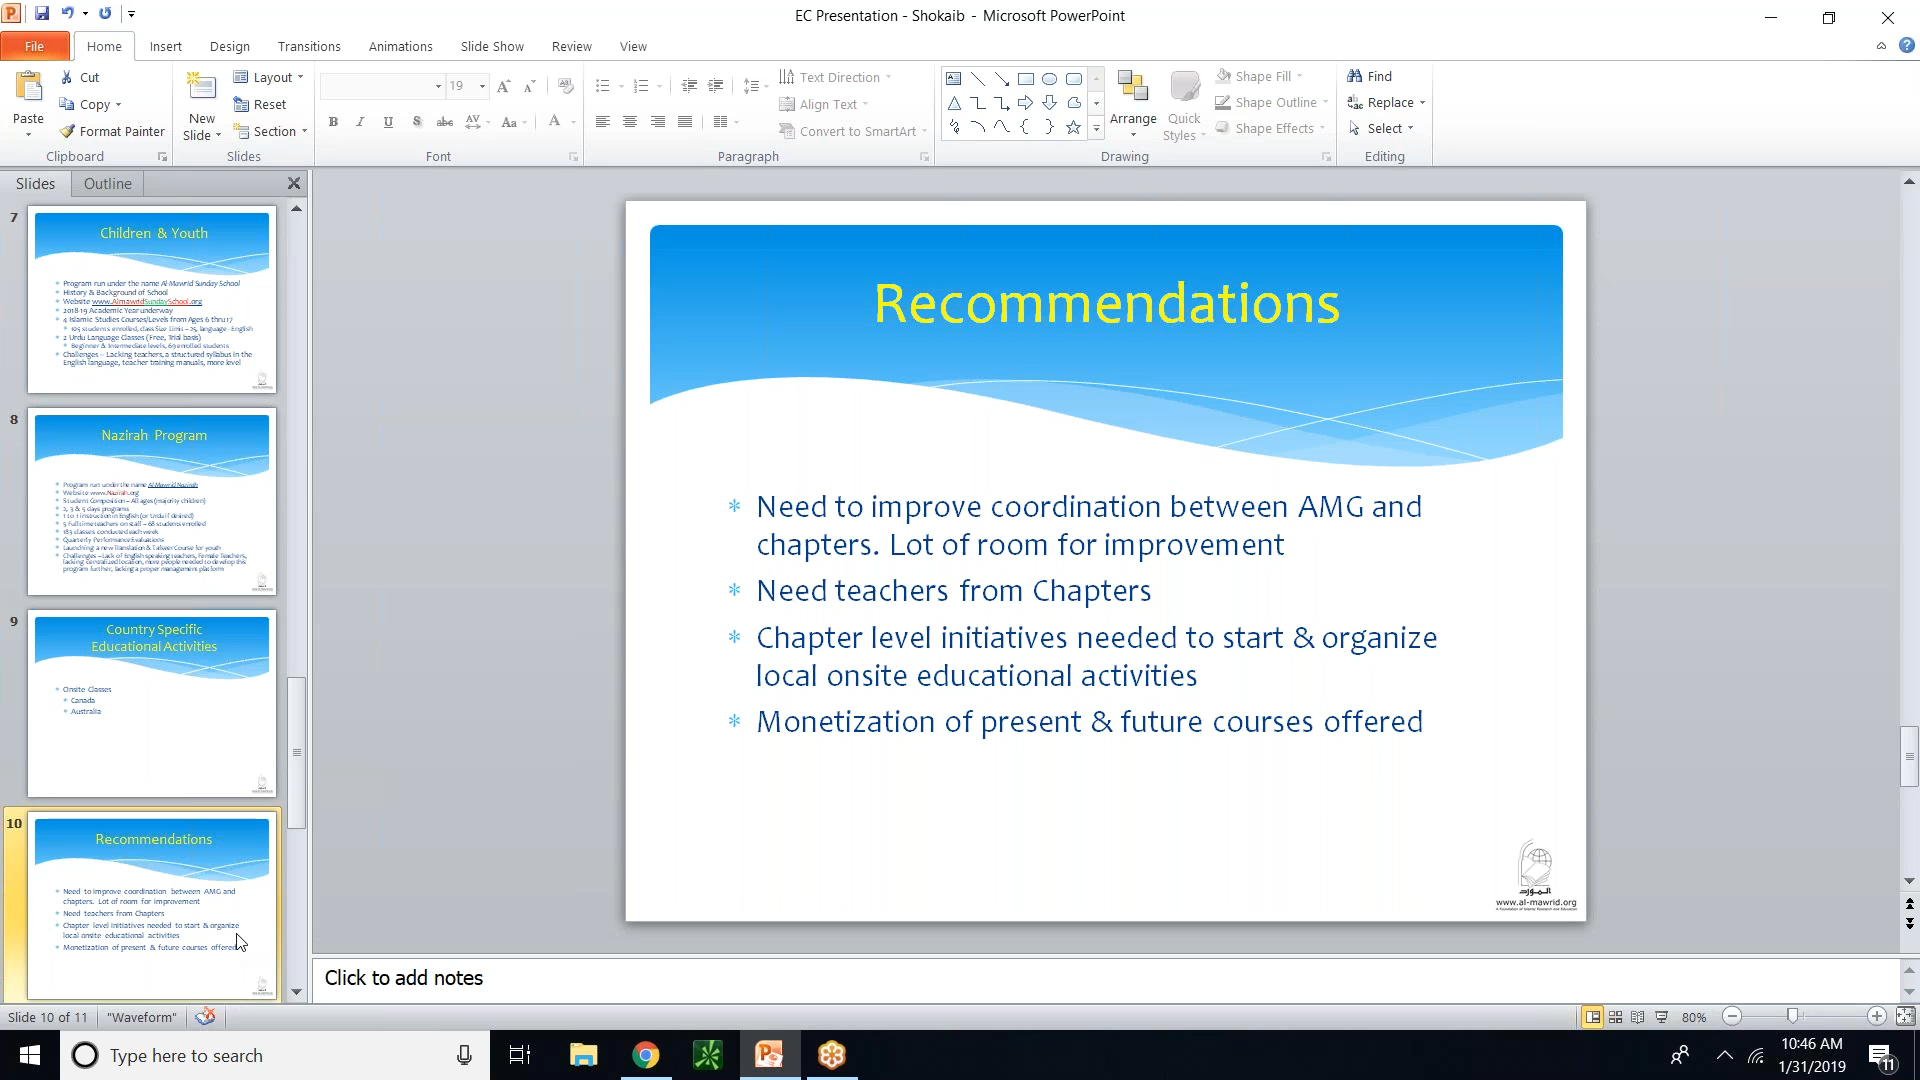 EC Presentation - Shokaib - Microsoft PowerPoint
File Home Insert Design Transitions Animations Slide Show Review View
Paste
Cut
Copy
Format Painter
Clipboard
New
Slide
Layout
Reset
Section
Slides
19
B I U S abc AV Aa A
Font
Text Direction
Align Text
Convert to SmartArt
Paragraph
Arrange
Quick
Styles
Shape Fill
Shape Outline
Shape Effects
Drawing
Find
Replace
Select
Editing
Slides Outline
7
Children & Youth
* Program run under the name Al-Mawrid Sunday School
* History & Background of School
* Website www.AlmawridSundaySchool.org
* 2018-19 Academic Year underway
* 4 Islamic Studies Courses/Levels from Ages 6 thru 17
* 105 students enrolled, class Size Limit – 25, language - English
* 2 Urdu Language Classes (Free, Trial basis)
* Beginner & Intermediate levels, 69 enrolled students
* Challenges – Lacking teachers, a structured syllabus in the
English language, teacher training manuals, more level
8
Nazirah Program
* Program run under the name Al-Mawrid Nazirah
* Website www.Nazirah.org
* Student Composition – All ages (majority children)
* 2, 3 & 5 days programs
* 1 to 1 instruction in English (or Urdu if desired)
* 5 Full time teachers on staff – 68 students enrolled
* 183 classes conducted each week
* Quarterly Performance Evaluations
* Launching a new Translation & Tafseer Course for youth
* Challenges – Lack of English speaking teachers, Female Teachers,
lacking centralized location, more people needed to develop this
program further, lacking a proper management platform
9
Country Specific
Educational Activities
* Onsite Classes
* Canada
* Australia
10
Recommendations
* Need to improve coordination between AMG and
chapters. Lot of room for improvement
* Need teachers from Chapters
* Chapter level initiatives needed to start & organize
local onsite educational activities
* Monetization of present & future courses offered
Recommendations
* Need to improve coordination between AMG and
chapters. Lot of room for improvement
* Need teachers from Chapters
* Chapter level initiatives needed to start & organize
local onsite educational activities
* Monetization of present & future courses offered
المورد
www.al-mawrid.org
A Foundation of Islamic Research and Education
Click to add notes
Slide 10 of 11 "Waveform" 80%
Type here to search
10:46 AM
1/31/2019
11